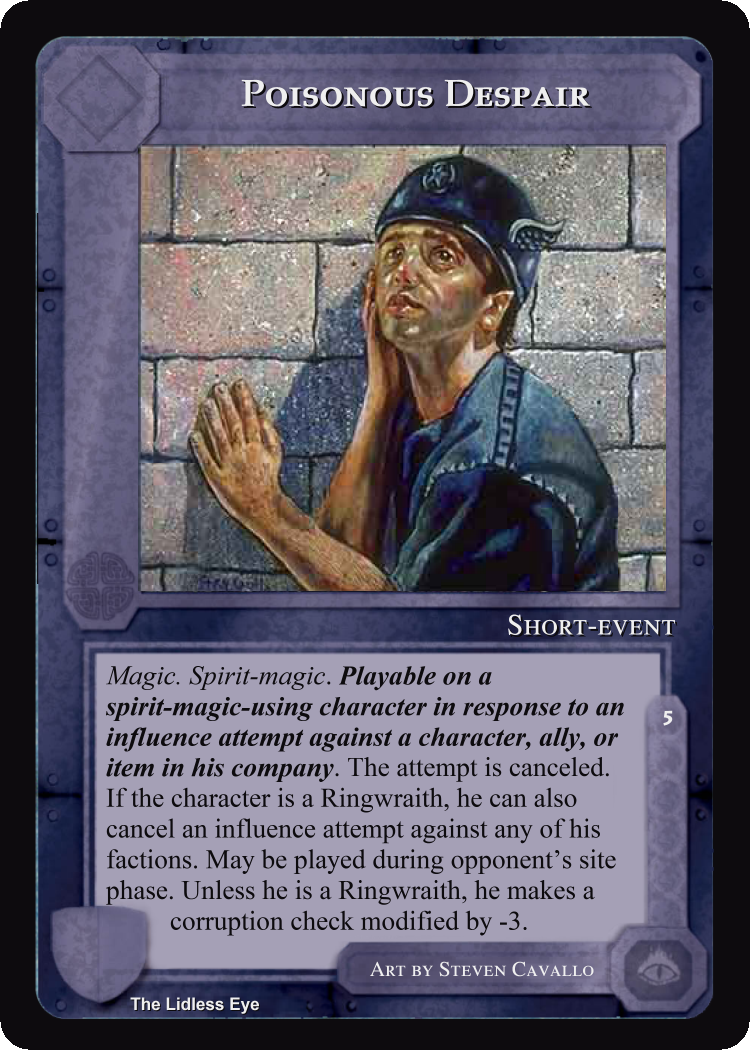 Poisonous Despair
Short-event
Magic. Spirit-magic. Playable on a
spirit-magic-using character in response to an
influence attempt against a character, ally, or
item in his company. The attempt is canceled.
If the character is a Ringwraith, he can also
cancel an influence attempt against any of his
factions. May be played during opponent’s site
phase. Unless he is a Ringwraith, he makes a
corruption check modified by -3.
5
Art by Steven Cavallo
The Lidless Eye